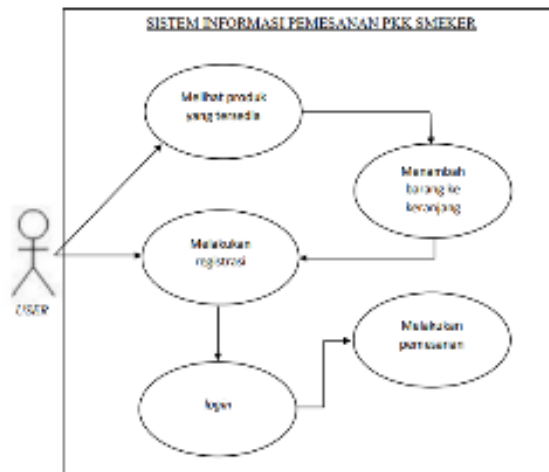 SISTEM INFORMASI PEMESANAN PKK SMEKER
Melihat produk
yang tersedia
Menambah
barang ke
keranjang
Melakukan
registrasi
USER
Melakukan
pemesanan
login